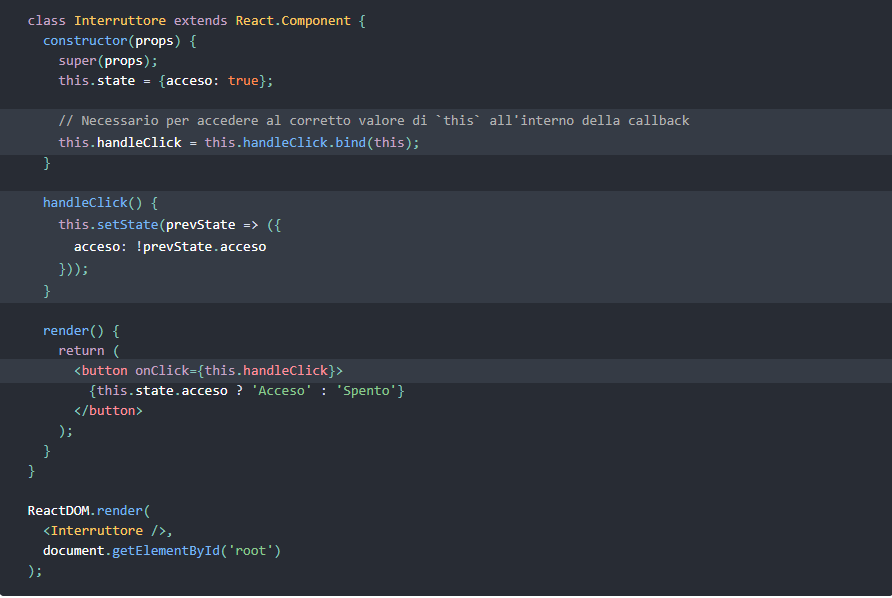 class Interruttore extends React.Component {
  constructor(props) {
    super(props);
    this.state = {acceso: true};

    // Necessario per accedere al corretto valore di `this` all'interno della callback
    this.handleClick = this.handleClick.bind(this);
  }

  handleClick() {
    this.setState(prevState => ({
      acceso: !prevState.acceso
    }));
  }

  render() {
    return (
      <button onClick={this.handleClick}>
        {this.state.acceso ? 'Acceso' : 'Spento'}
      </button>
    );
  }
}

ReactDOM.render(
  <Interruttore />,
  document.getElementById('root')
);